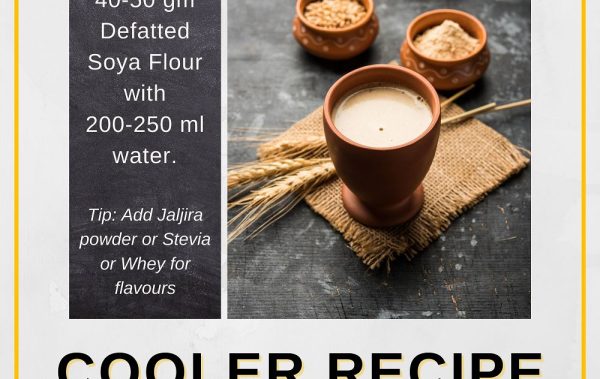 40-50 gm
Defatted
Soya Flour
with
200-250 ml
water.
Tip: Add Jaljira
powder or Stevia
or Whey for
flavours
COOLER RECIPE